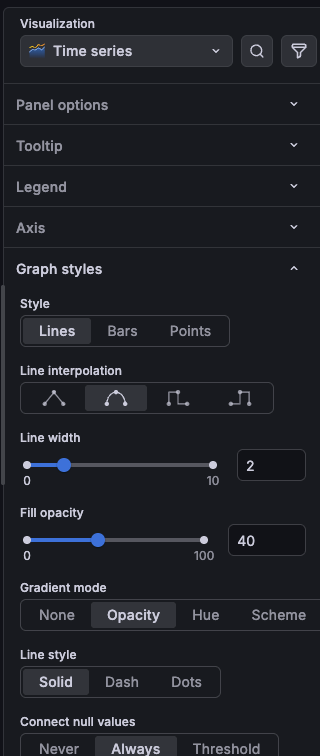 Visualization
Time series
Panel options
Tooltip
Legend
Axis
Graph styles
Style
Lines Bars Points
Line interpolation
Line width
2
0 10
Fill opacity
40
0 100
Gradient mode
None Opacity Hue Scheme
Line style
Solid Dash Dots
Connect null values
Never Always Threshold